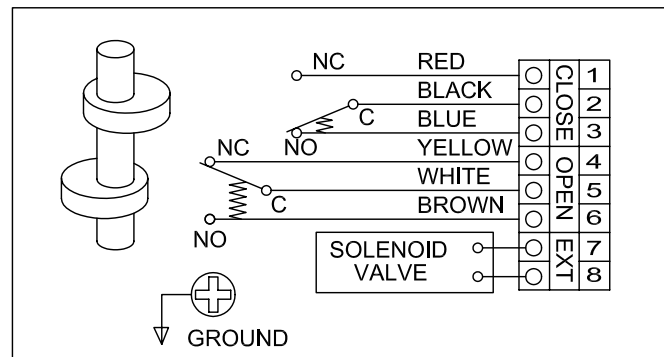 NC RED 1
BLACK 2
C
BLUE 3
NO
CLOSE
NC YELLOW 4
WHITE 5
C
BROWN 6
NO
OPEN
SOLENOID
VALVE
7
8
EXT
GROUND